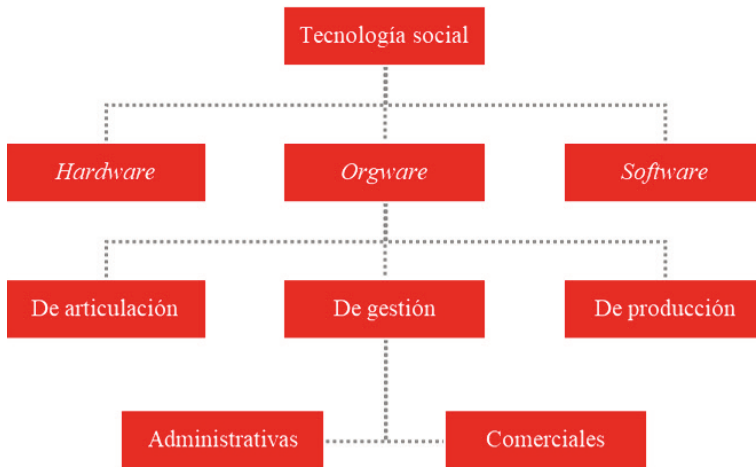 Tecnología social
Hardware
Orgware
Software
De articulación
De gestión
De producción
Administrativas
Comerciales